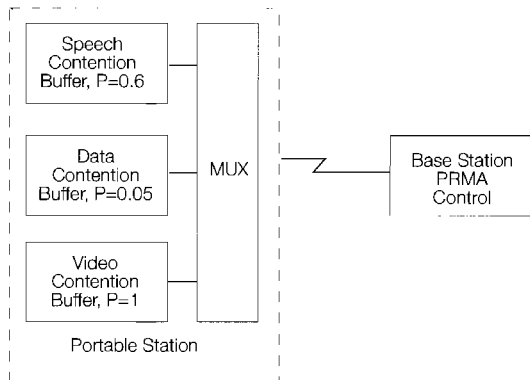 Speech
Contention
Buffer, P=0.6
Data
Contention
Buffer, P=0.05
Video
Contention
Buffer, P=1
MUX
Portable Station
Base Station
PRMA
Control